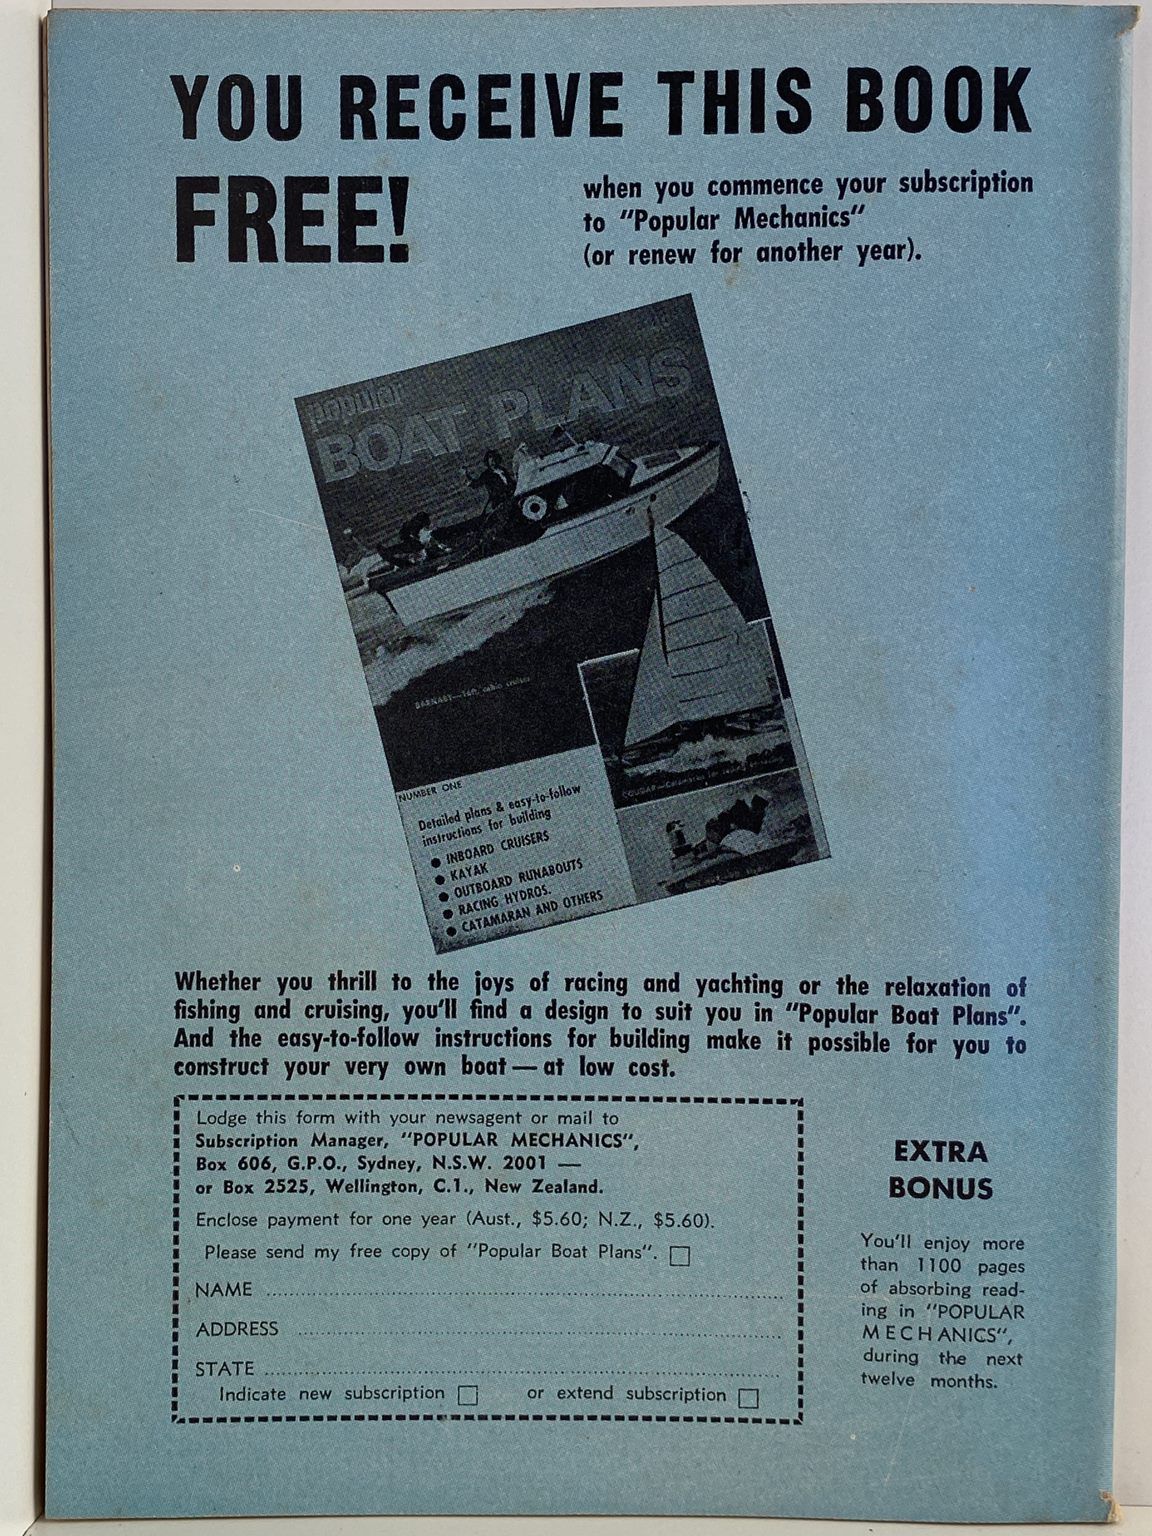 YOU RECEIVE THIS BOOK
FREE!
when you commence your subscription
to "Popular Mechanics"
(or renew for another year).
popular
BOAT PLANS
BARNABY—16ft. cabin cruiser
NUMBER ONE
Detailed plans & easy-to-follow
instructions for building
● INBOARD CRUISERS
● KAYAK
● OUTBOARD RUNABOUTS
● RACING HYDROS.
● CATAMARAN AND OTHERS
COUGAR—Catamaran for
Whether you thrill to the joys of racing and yachting or the relaxation of
fishing and cruising, you'll find a design to suit you in "Popular Boat Plans".
And the easy-to-follow instructions for building make it possible for you to
construct your very own boat — at low cost.
Lodge this form with your newsagent or mail to
Subscription Manager, "POPULAR MECHANICS",
Box 606, G.P.O., Sydney, N.S.W. 2001 —
or Box 2525, Wellington, C.1., New Zealand.
Enclose payment for one year (Aust., $5.60; N.Z., $5.60).
Please send my free copy of "Popular Boat Plans".
NAME
ADDRESS
STATE
Indicate new subscription or extend subscription
EXTRA
BONUS
You'll enjoy more
than 1100 pages
of absorbing read-
ing in "POPULAR
MECHANICS",
during the next
twelve months.